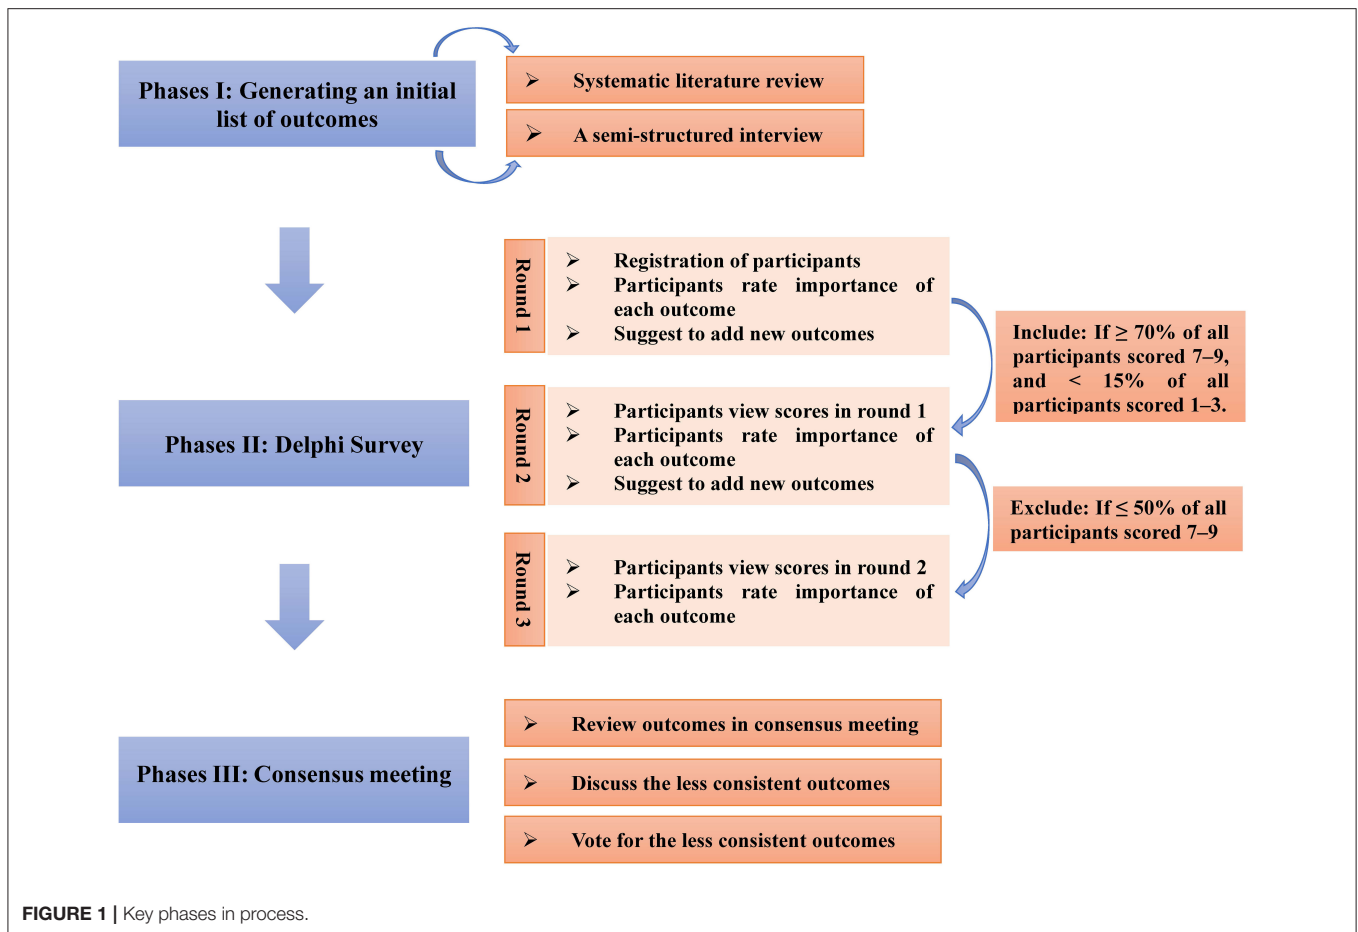 Phases I: Generating an initial
list of outcomes
➢ Systematic literature review
➢ A semi-structured interview
Round 1
➢ Registration of participants
➢ Participants rate importance of
each outcome
➢ Suggest to add new outcomes
Include: If ≥ 70% of all
participants scored 7–9,
and < 15% of all
participants scored 1–3.
Phases II: Delphi Survey
Round 2
➢ Participants view scores in round 1
➢ Participants rate importance of
each outcome
➢ Suggest to add new outcomes
Exclude: If ≤ 50% of all
participants scored 7–9
Round 3
➢ Participants view scores in round 2
➢ Participants rate importance of
each outcome
Phases III: Consensus meeting
➢ Review outcomes in consensus meeting
➢ Discuss the less consistent outcomes
➢ Vote for the less consistent outcomes
FIGURE 1 | Key phases in process.